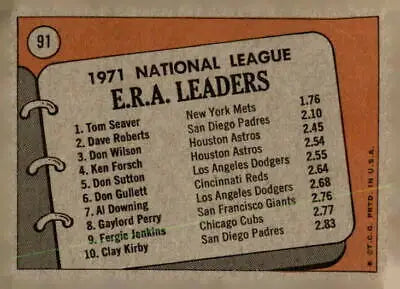 91
1971 NATIONAL LEAGUE
E.R.A. LEADERS
1. Tom Seaver New York Mets 1.76
2. Dave Roberts San Diego Padres 2.10
3. Don Wilson Houston Astros 2.45
4. Ken Forsch Houston Astros 2.54
5. Don Sutton Los Angeles Dodgers 2.55
6. Don Gullett Cincinnati Reds 2.64
7. Al Downing Los Angeles Dodgers 2.68
8. Gaylord Perry San Francisco Giants 2.76
9. Fergie Jenkins Chicago Cubs 2.77
10. Clay Kirby San Diego Padres 2.83
★ ©T.C.G. PRTD. IN U.S.A.